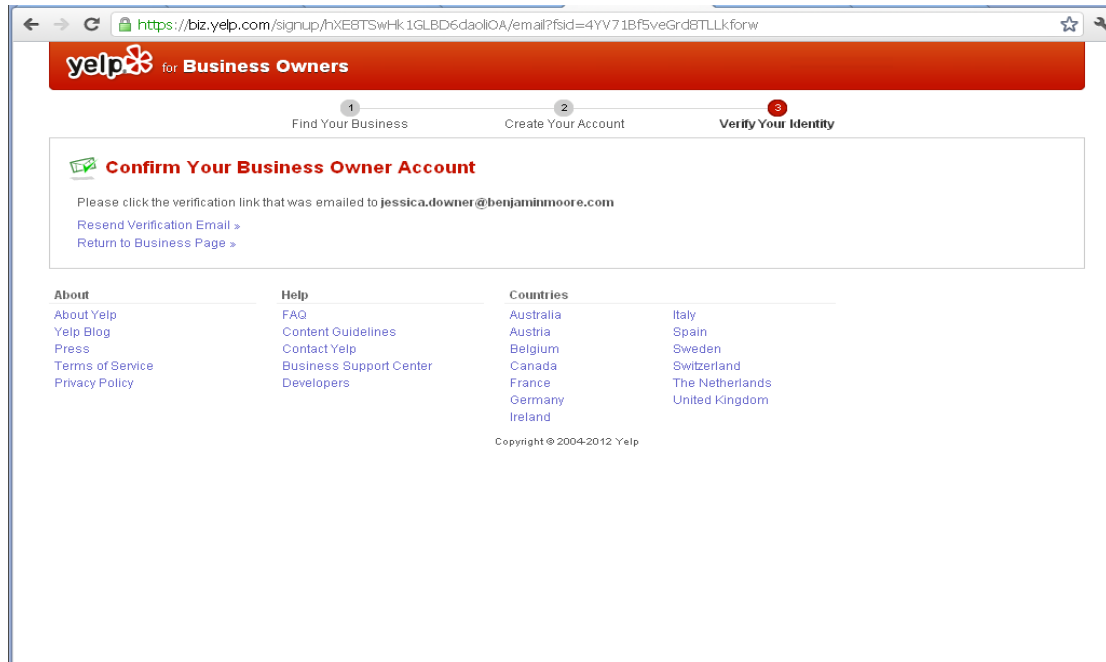 https://biz.yelp.com/signup/hXE8TSwHk1GLBD6daoliOA/email?fsid=4YV71Bf5veGrd8TLLkforw
yelp for Business Owners
1 2 3
Find Your Business Create Your Account Verify Your Identity
Confirm Your Business Owner Account
Please click the verification link that was emailed to jessica.downer@benjaminmoore.com
Resend Verification Email »
Return to Business Page »
About
About Yelp
Yelp Blog
Press
Terms of Service
Privacy Policy
Help
FAQ
Content Guidelines
Contact Yelp
Business Support Center
Developers
Countries
Australia
Austria
Belgium
Canada
France
Germany
Ireland
Italy
Spain
Sweden
Switzerland
The Netherlands
United Kingdom
Copyright © 2004-2012 Yelp